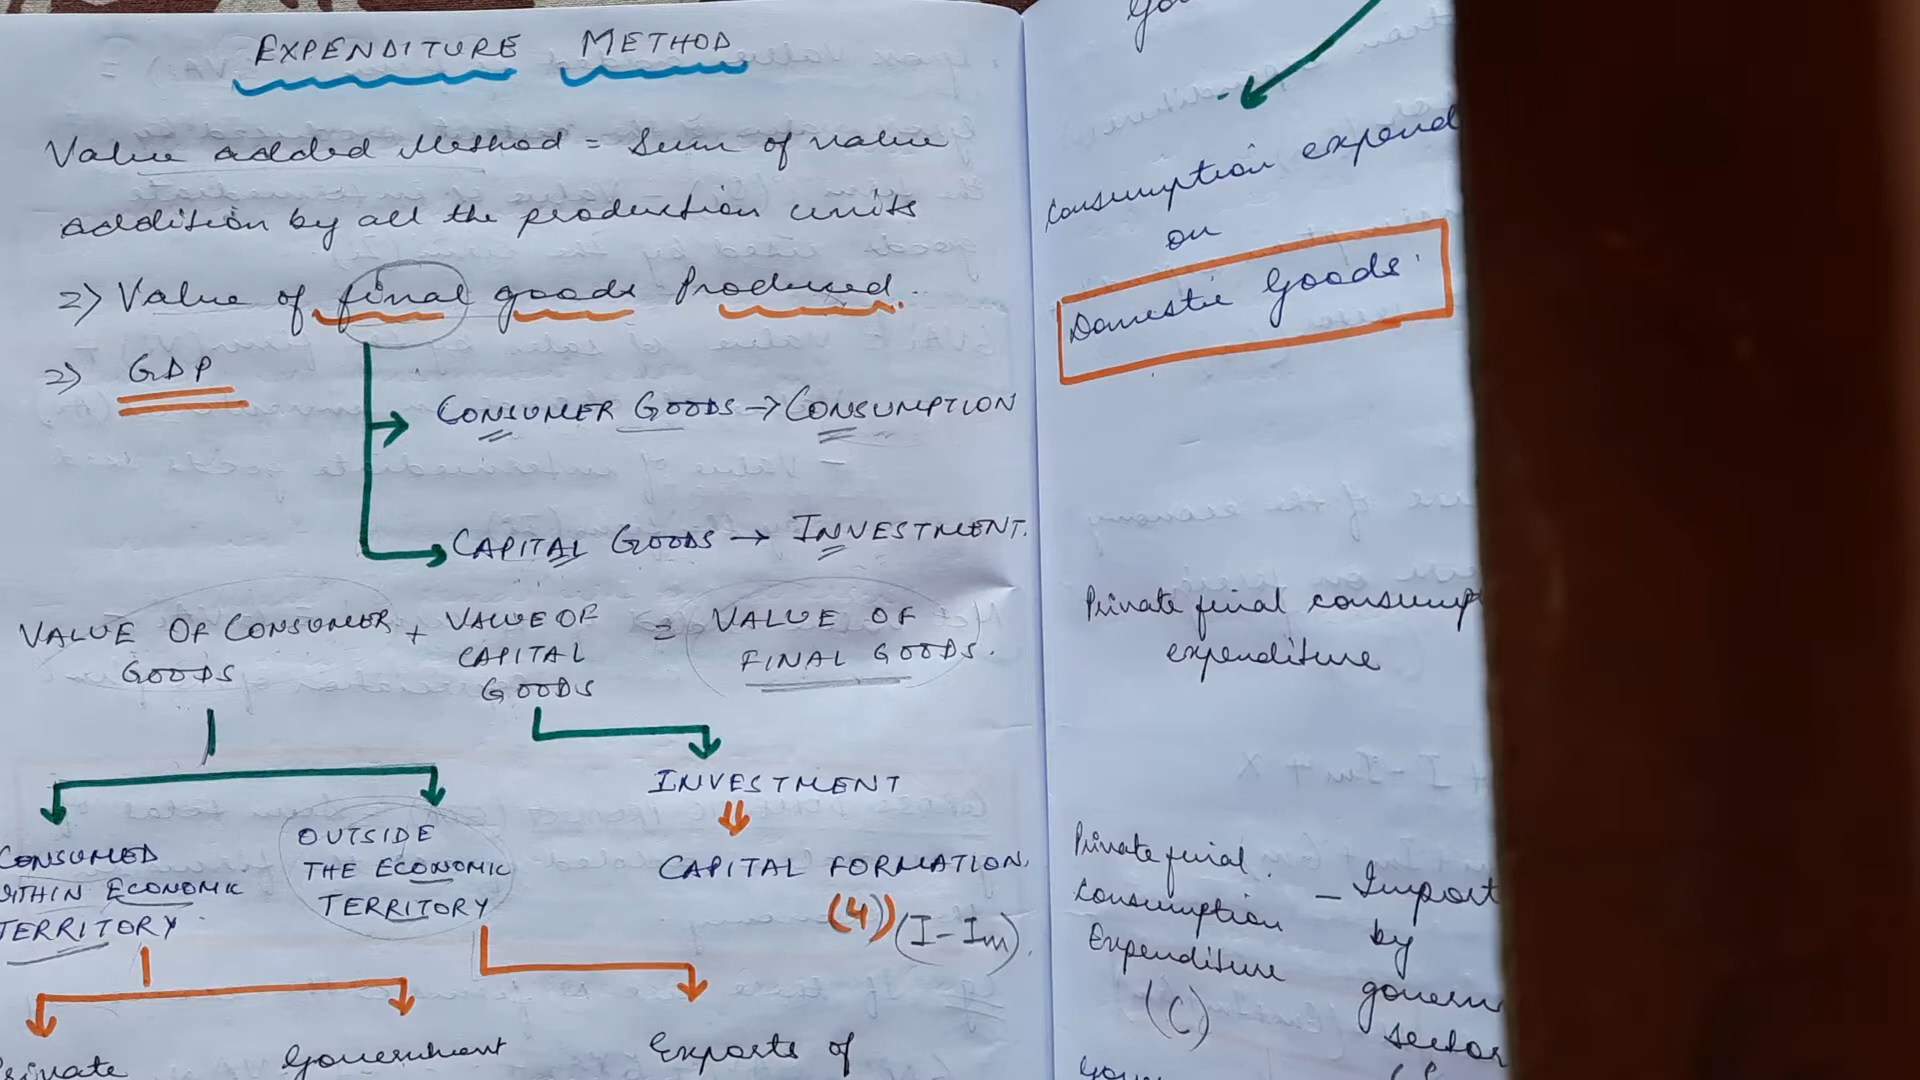 EXPENDITURE METHOD
Value added Method = Sum of value
addition by all the production units
=> Value of final goods Produced.
=> GDP
CONSUMER GOODS → CONSUMPTION
CAPITAL GOODS → INVESTMENT.
VALUE OF CONSUMER + VALUE OF = VALUE OF
GOODS CAPITAL FINAL GOODS.
GOODS
INVESTMENT
CAPITAL FORMATION.
(4) (I - Im).
CONSUMED
WITHIN ECONOMIC
TERRITORY.
OUTSIDE
THE ECONOMIC
TERRITORY
Private
Government
Exports of
Consumption expend
on
Domestic Goods.
Private final consump
expenditure
Private final
consumption
Expenditure
(C)
- Import
by
govern
sector